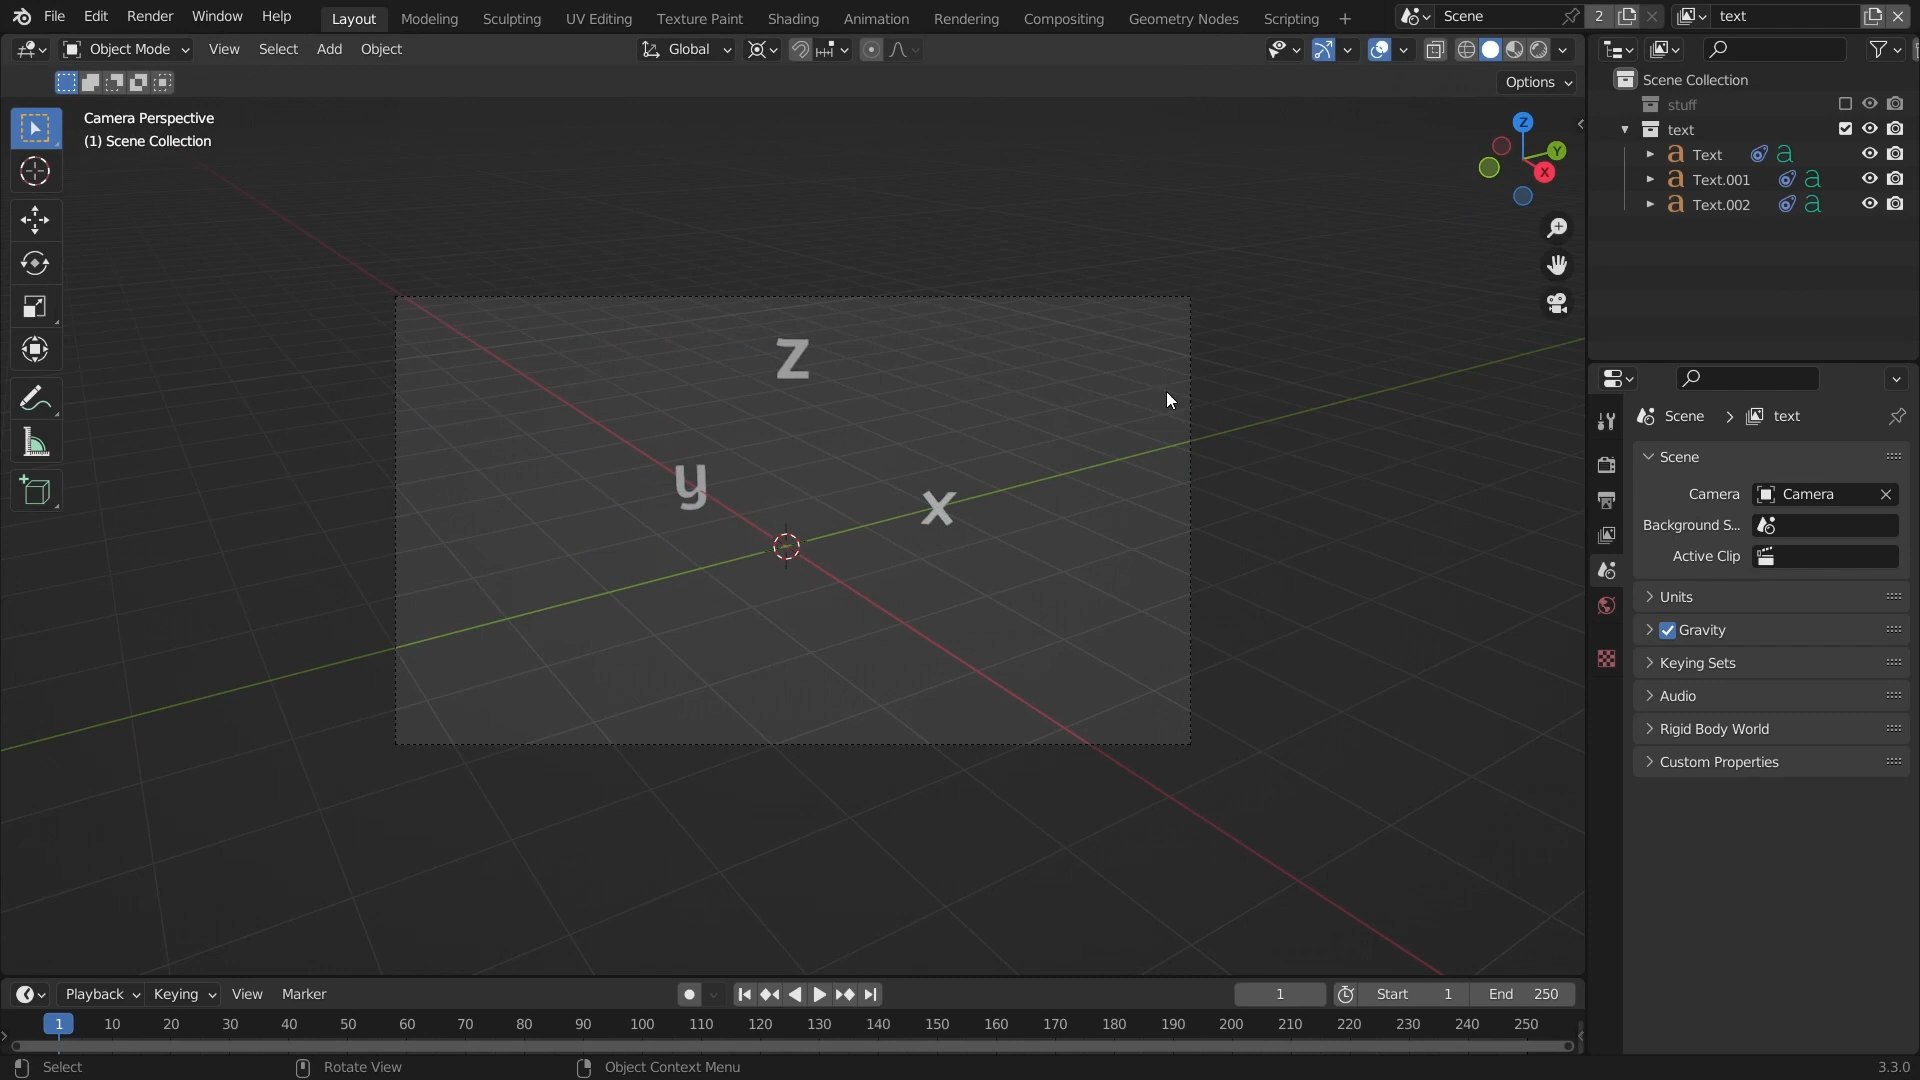 File Edit Render Window Help Layout Modeling Sculpting UV Editing Texture Paint Shading Animation Rendering Compositing Geometry Nodes Scripting + Scene 2 text
Object Mode View Select Add Object Global
Options
Camera Perspective
(1) Scene Collection
Z
Y
X
z
y
x
Scene Collection
stuff
text
a Text a
a Text.001 a
a Text.002 a
Scene > text
Scene
Camera Camera
Background S...
Active Clip
Units
Gravity
Keying Sets
Audio
Rigid Body World
Custom Properties
Playback Keying View Marker 1 Start 1 End 250
1 10 20 30 40 50 60 70 80 90 100 110 120 130 140 150 160 170 180 190 200 210 220 230 240 250
Select Rotate View Object Context Menu 3.3.0